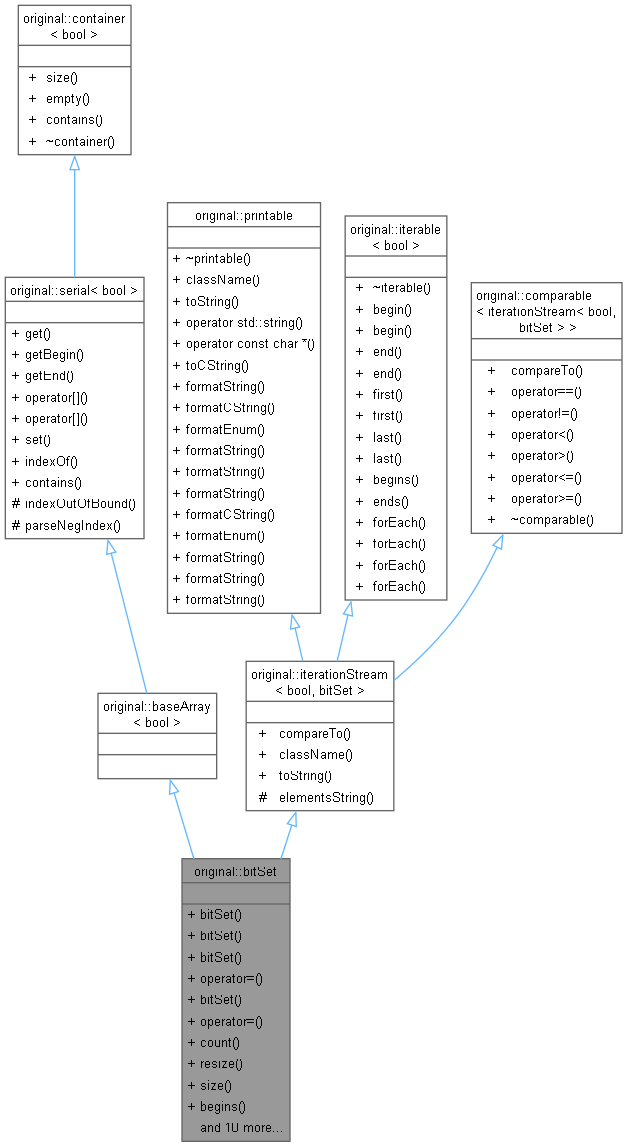 original::container
< bool >
+ size()
+ empty()
+ contains()
+ ~container()
original::serial< bool >
+ get()
+ getBegin()
+ getEnd()
+ operator[]()
+ operator[]()
+ set()
+ indexOf()
+ contains()
# indexOutOfBound()
# parseNegIndex()
original::printable
+ ~printable()
+ className()
+ toString()
+ operator std::string()
+ operator const char *()
+ toCString()
+ formatString()
+ formatCString()
+ formatEnum()
+ formatString()
+ formatString()
+ formatString()
+ formatCString()
+ formatEnum()
+ formatString()
+ formatString()
+ formatString()
original::iterable
< bool >
+ ~iterable()
+ begin()
+ begin()
+ end()
+ end()
+ first()
+ first()
+ last()
+ last()
+ begins()
+ ends()
+ forEach()
+ forEach()
+ forEach()
+ forEach()
original::comparable
< iterationStream< bool,
bitSet > >
+ compareTo()
+ operator==()
+ operator!=()
+ operator<()
+ operator>()
+ operator<=()
+ operator>=()
+ ~comparable()
original::baseArray
< bool >
original::iterationStream
< bool, bitSet >
+ compareTo()
+ className()
+ toString()
# elementsString()
original::bitSet
+ bitSet()
+ bitSet()
+ bitSet()
+ operator=()
+ bitSet()
+ operator=()
+ count()
+ resize()
+ size()
+ begins()
and 10 more...